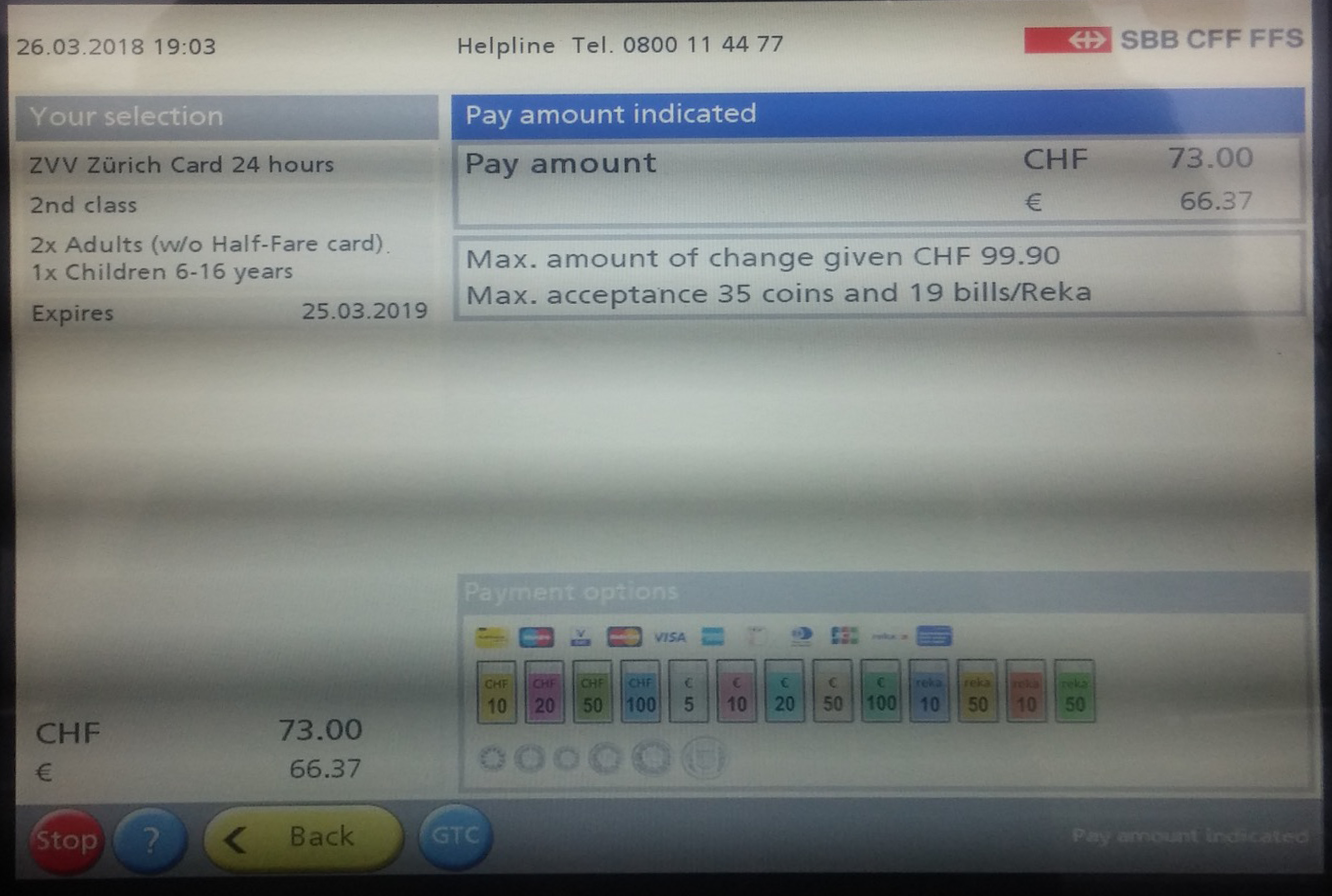 26.03.2018 19:03 Helpline Tel. 0800 11 44 77 SBB CFF FFS
Your selection
ZVV Zürich Card 24 hours
2nd class
2x Adults (w/o Half-Fare card).
1x Children 6-16 years
Expires 25.03.2019
Pay amount indicated
Pay amount CHF 73.00
€ 66.37
Max. amount of change given CHF 99.90
Max. acceptance 35 coins and 19 bills/Reka
Payment options
VISA
CHF 10 CHF 20 CHF 50 CHF 100 € 5 € 10 € 20 € 50 € 100 reka 10 reka 50 reka 10 reka 50
CHF 73.00
€ 66.37
Stop ? Back GTC Pay amount indicated